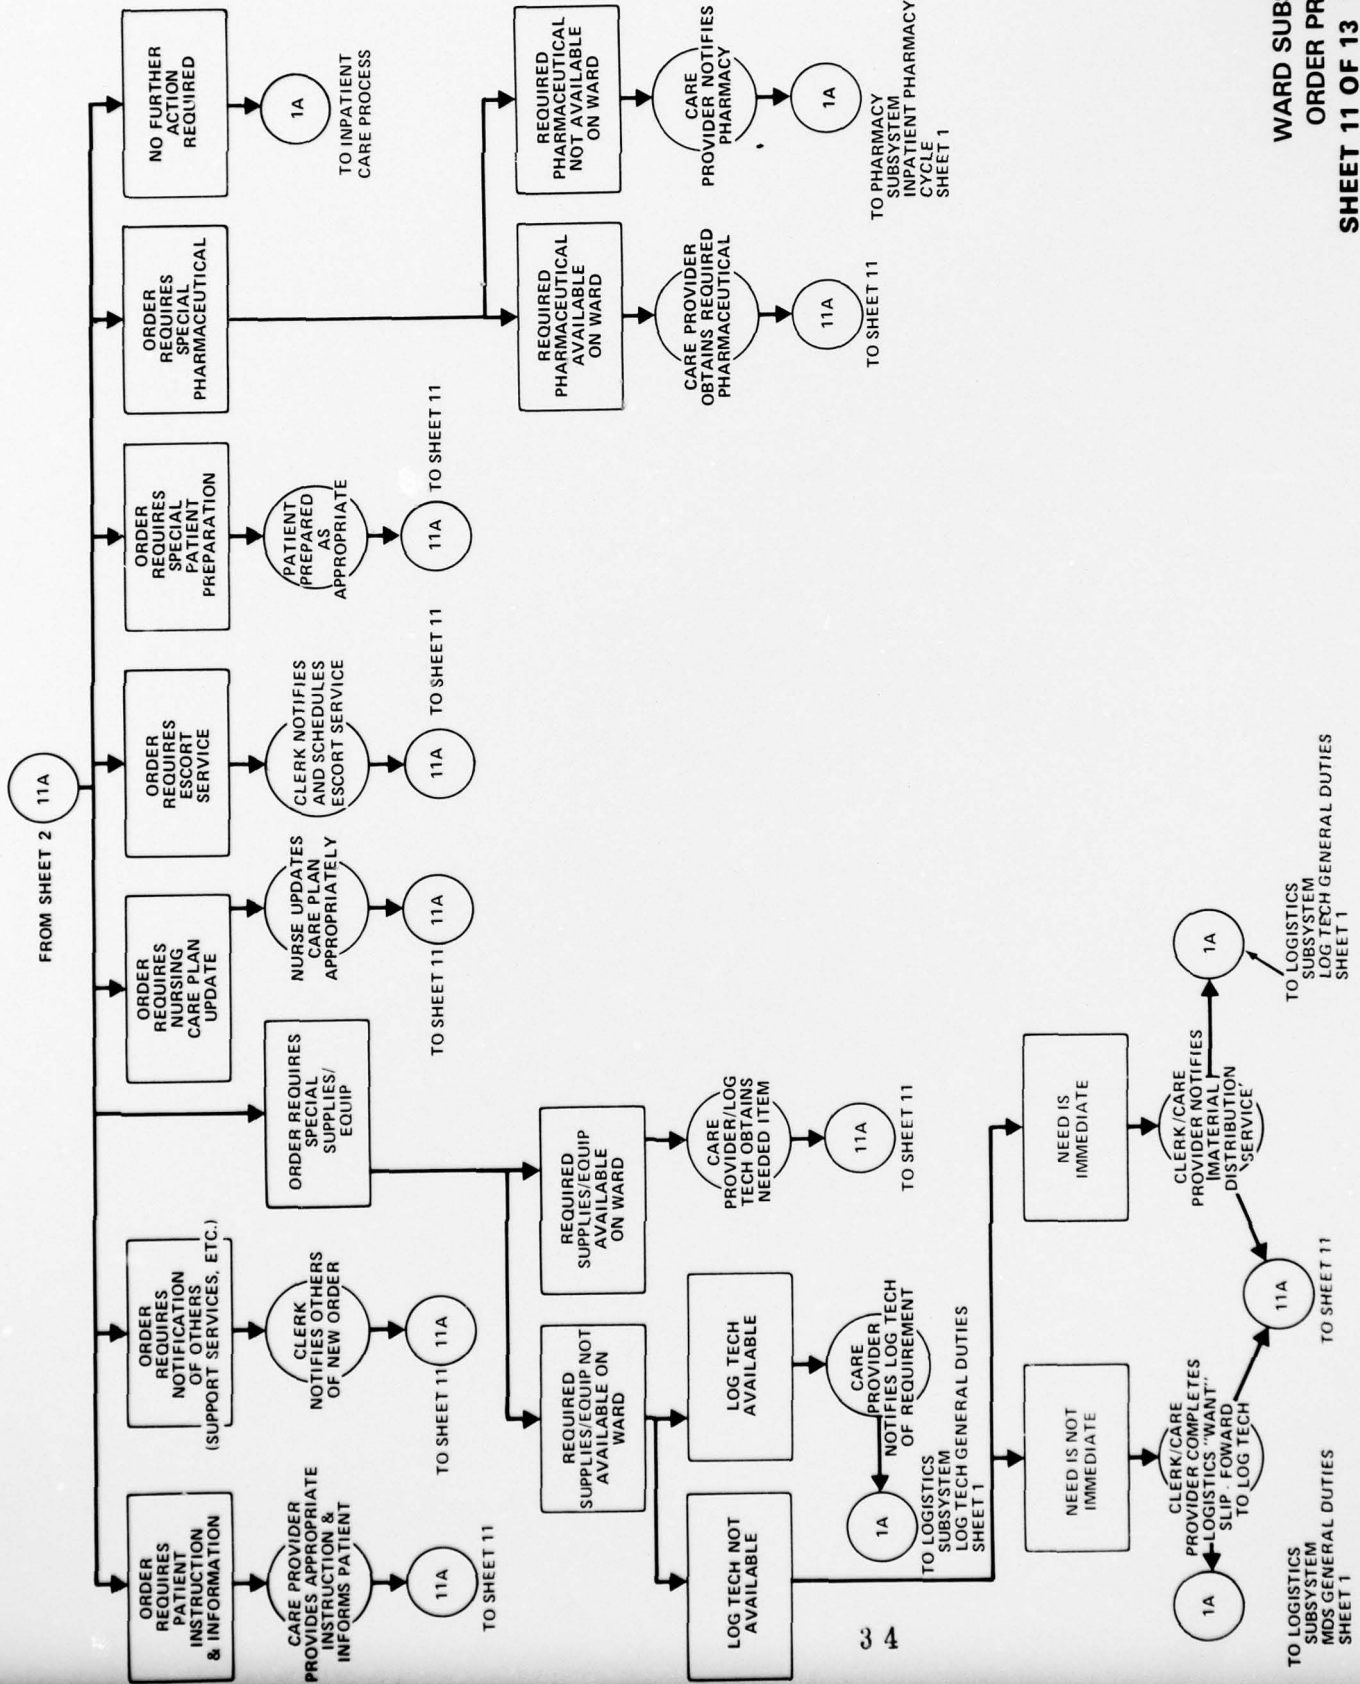 FROM SHEET 2
11A
ORDER
REQUIRES
PATIENT
INSTRUCTION
& INFORMATION
CARE PROVIDER
PROVIDES APPROPRIATE
INSTRUCTION &
INFORMS PATIENT
11A
TO SHEET 11
ORDER
REQUIRES
NOTIFICATION
OF OTHERS
(SUPPORT SERVICES, ETC.)
CLERK
NOTIFIES OTHERS
OF NEW ORDER
11A
TO SHEET 11
ORDER REQUIRES
SPECIAL
SUPPLIES/
EQUIP
REQUIRED
SUPPLIES/EQUIP NOT
AVAILABLE ON
WARD
REQUIRED
SUPPLIES/EQUIP
AVAILABLE
ON WARD
CARE
PROVIDER/LOG
TECH OBTAINS
NEEDED ITEM
11A
TO SHEET 11
LOG TECH NOT
AVAILABLE
LOG TECH
AVAILABLE
CARE
PROVIDER
NOTIFIES LOG TECH
OF REQUIREMENT
1A
TO LOGISTICS
SUBSYSTEM
LOG TECH GENERAL DUTIES
SHEET 1
NEED IS NOT
IMMEDIATE
CLERK/CARE
PROVIDER COMPLETES
LOGISTICS "WANT"
SLIP - FOWARD
TO LOG TECH
1A
TO LOGISTICS
SUBSYSTEM
MDS GENERAL DUTIES
SHEET 1
NEED IS
IMMEDIATE
CLERK/CARE
PROVIDER NOTIFIES
MATERIAL
DISTRIBUTION
SERVICE
11A
TO SHEET 11
1A
TO LOGISTICS
SUBSYSTEM
LOG TECH GENERAL DUTIES
SHEET 1
ORDER
REQUIRES
NURSING
CARE PLAN
UPDATE
NURSE UPDATES
CARE PLAN
APPROPRIATELY
11A
TO SHEET 11
ORDER
REQUIRES
ESCORT
SERVICE
CLERK NOTIFIES
AND SCHEDULES
ESCORT SERVICE
11A
TO SHEET 11
ORDER
REQUIRES
SPECIAL
PATIENT
PREPARATION
PATIENT
PREPARED
AS
APPROPRIATE
11A
TO SHEET 11
ORDER
REQUIRES
SPECIAL
PHARMACEUTICAL
REQUIRED
PHARMACEUTICAL
AVAILABLE
ON WARD
CARE PROVIDER
OBTAINS REQUIRED
PHARMACEUTICAL
11A
TO SHEET 11
REQUIRED
PHARMACEUTICAL
NOT AVAILABLE
ON WARD
CARE
PROVIDER NOTIFIES
PHARMACY
1A
TO PHARMACY
SUBSYSTEM
INPATIENT PHARMACY
CYCLE
SHEET 1
NO FURTHER
ACTION
REQUIRED
1A
TO INPATIENT
CARE PROCESS
WARD SUB
ORDER PR
SHEET 11 OF 13
34